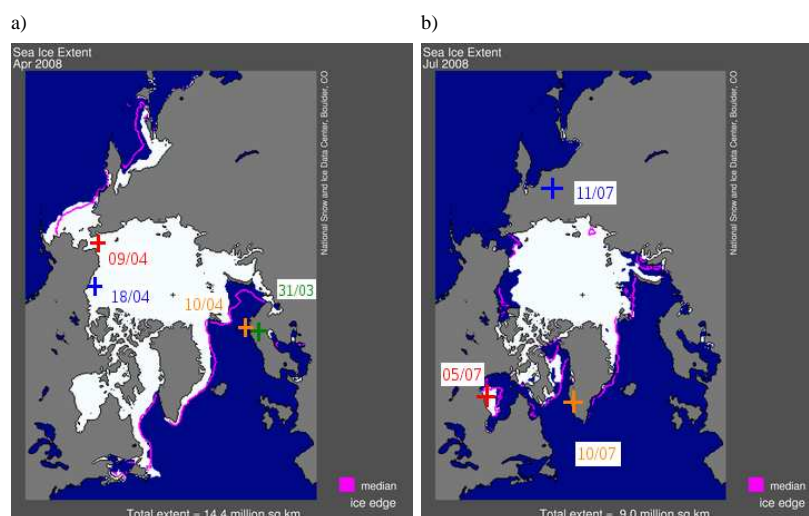 a)
Sea Ice Extent
Apr 2008
National Snow and Ice Data Center, Boulder, CO
09/04
18/04
10/04
31/03
median
ice edge
Total extent = 14.4 million sq km
b)
Sea Ice Extent
Jul 2008
National Snow and Ice Data Center, Boulder, CO
11/07
05/07
10/07
median
ice edge
Total extent = 9.0 million sq km